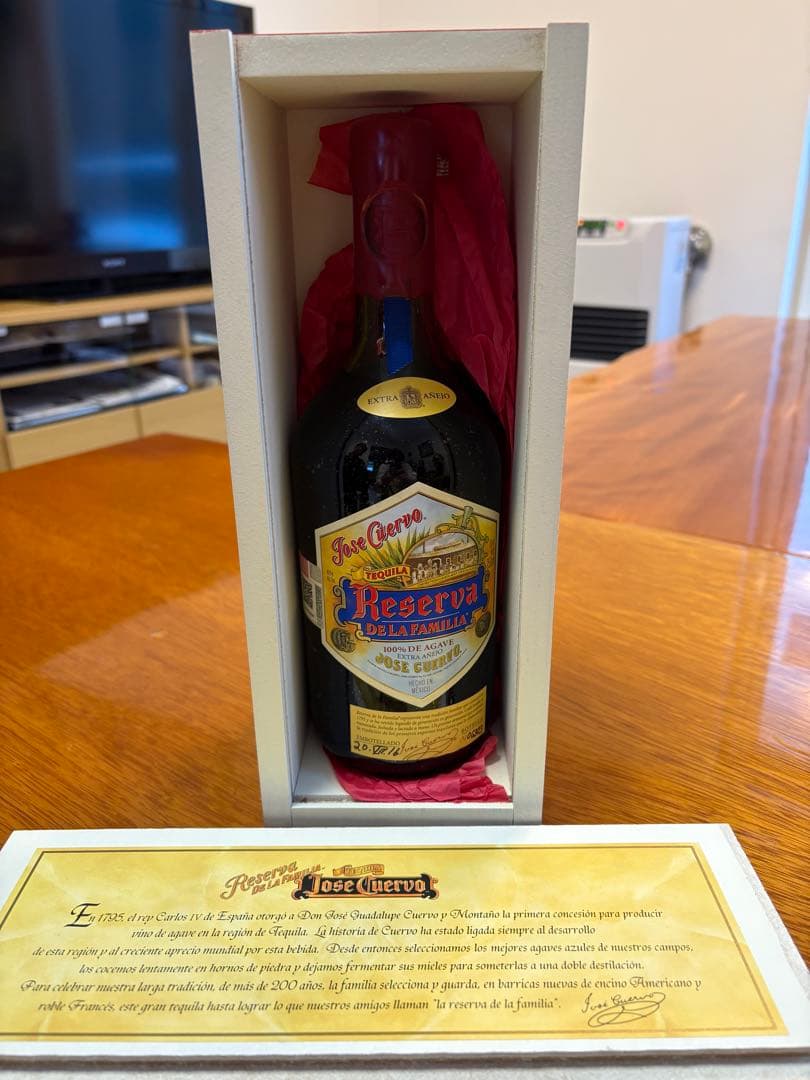 SONY
EXTRA AÑEJO
Jose Cuervo
TEQUILA
Reserva
DE LA FAMILIA
100% DE AGAVE
EXTRA AÑEJO
JOSE CUERVO
HECHO EN
MÉXICO
EMBOTELLADO
José Cuervo
Reserva
DE LA FAMILIA
Jose Cuervo
En 1795, el rey Carlos IV de España otorgó a Don José Guadalupe Cuervo y Montaño la primera concesión para producir
vino de agave en la región de Tequila. La historia de Cuervo ha estado ligada siempre al desarrollo
de esta región y al creciente aprecio mundial por esta bebida. Desde entonces seleccionamos los mejores agaves azules de nuestros campos,
los cocemos lentamente en hornos de piedra y dejamos fermentar sus mieles para someterlas a una doble destilación.
Para celebrar nuestra larga tradición, de más de 200 años, la familia selecciona y guarda, en barricas nuevas de encino Americano y
roble Francés, este gran tequila hasta lograr lo que nuestros amigos llaman "la reserva de la familia".
José Cuervo